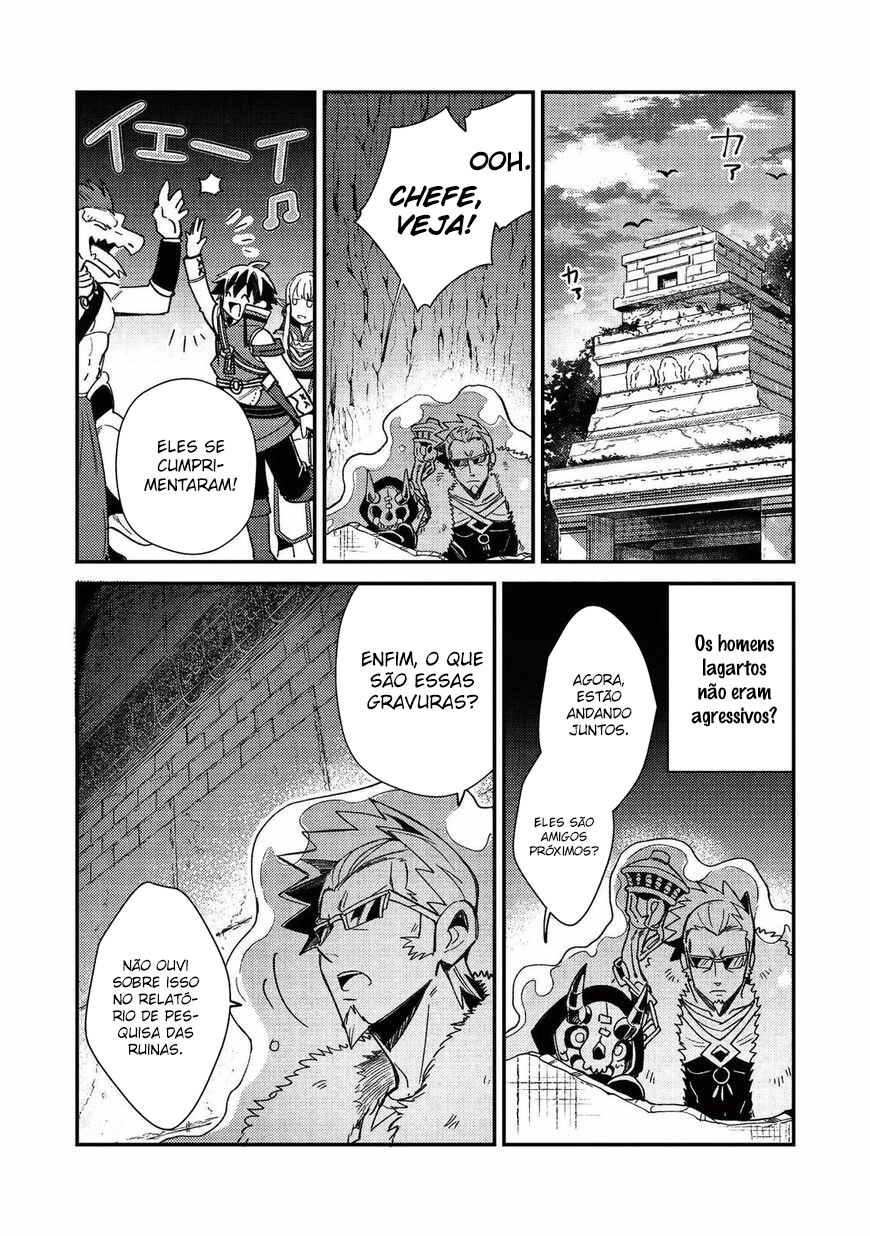 カァ
カァ
OOH.
CHEFE,
VEJA!
イエーイ♫
ELES SE
CUMPRI-
MENTARAM!
Os homens
lagartos
não eram
agressivos?
AGORA,
ESTÃO
ANDANDO
JUNTOS.
ELES SÃO
AMIGOS
PRÓXIMOS?
ENFIM, O QUE
SÃO ESSAS
GRAVURAS?
NÃO OUVI
SOBRE ISSO
NO RELATÓ-
RIO DE PES-
QUISA DAS
RUINAS.